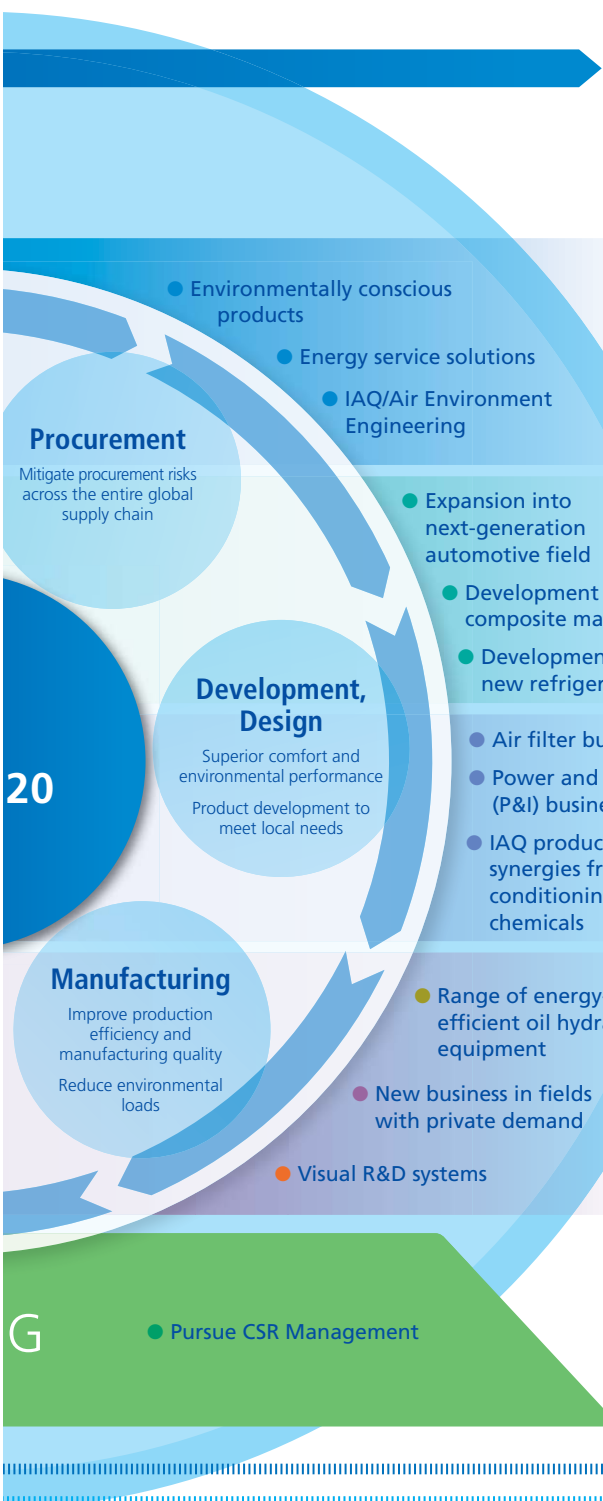 Environmentally conscious
products
Energy service solutions
IAQ/Air Environment
Engineering
Procurement
Mitigate procurement risks
across the entire global
supply chain
Expansion into
next-generation
automotive field
Development
composite
new
Development,
Design
Superior comfort and
environmental performance
Product development to
meet local needs
20
Air filter
Power and
(P&I)
IAQ
synergies
chemicals
Manufacturing
Improve production
efficiency and
manufacturing quality
Reduce environmental
loads
Range of energy
efficient oil
equipment
New business in fields
with private demand
Visual R&D systems
G
Pursue CSR Management